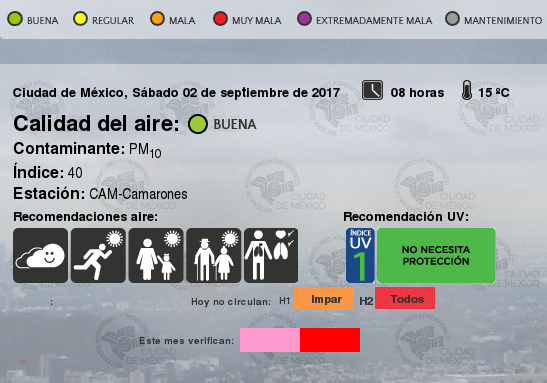 BUENA REGULAR MALA MUY MALA EXTREMADAMENTE MALA MANTENIMIENTO
Ciudad de México, Sábado 02 de septiembre de 2017 08 horas 15 ºC
Calidad del aire: BUENA
Contaminante: PM10
Índice: 40
Estación: CAM-Camarones
Recomendaciones aire: Recomendación UV:
ÍNDICE
UV
1
NO NECESITA
PROTECCIÓN
: Hoy no circulan: H1 Impar H2 Todos
Este mes verifican:
CIUDAD
DE MÉXICO